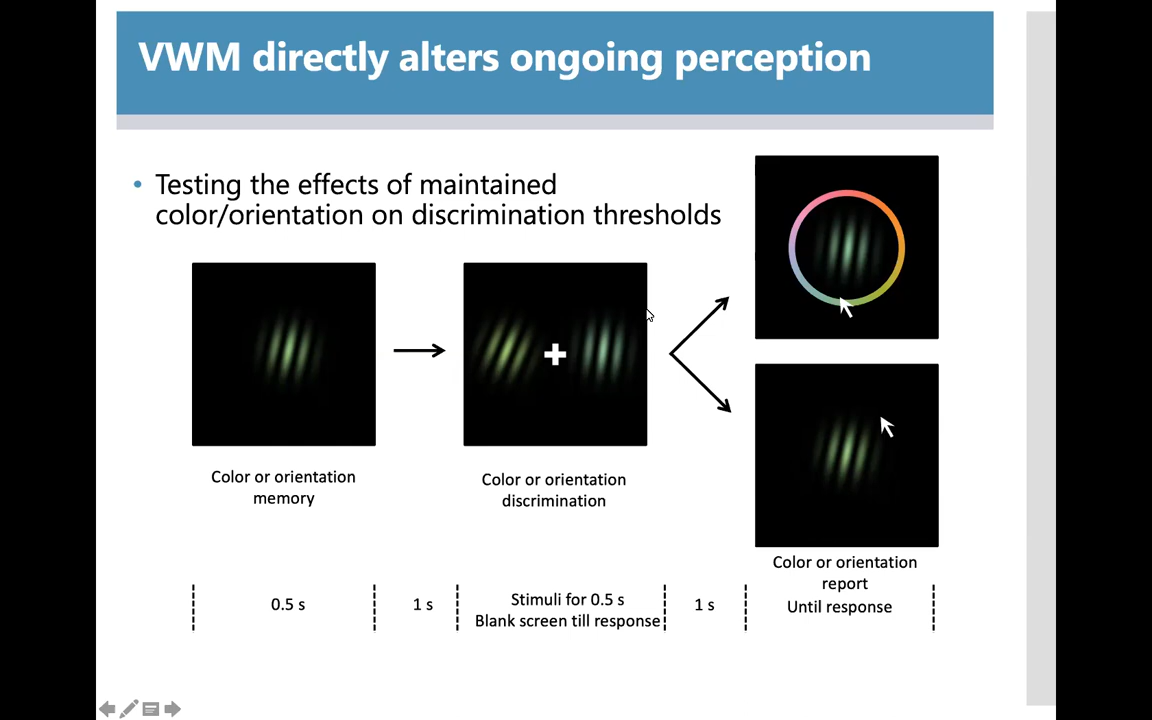 VWM directly alters ongoing perception
• Testing the effects of maintained
color/orientation on discrimination thresholds
Color or orientation
memory
Color or orientation
discrimination
Color or orientation
report
0.5 s
1 s
Stimuli for 0.5 s
Blank screen till response
1 s
Until response